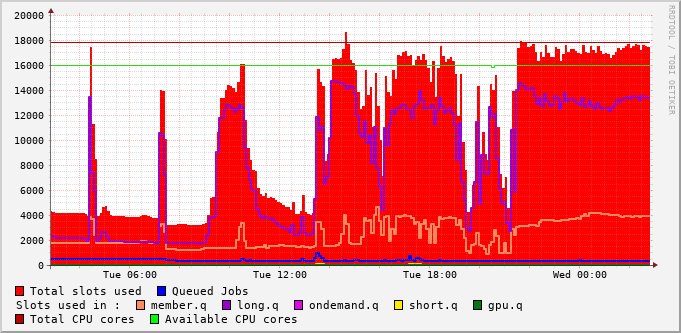 20000
18000
16000
14000
12000
10000
8000
6000
4000
2000
0
Tue 06:00 Tue 12:00 Tue 18:00 Wed 00:00
RRDTOOL / TOBI OETIKER
Total slots used Queued Jobs
Slots used in : member.q long.q ondemand.q short.q gpu.q
Total CPU cores Available CPU cores